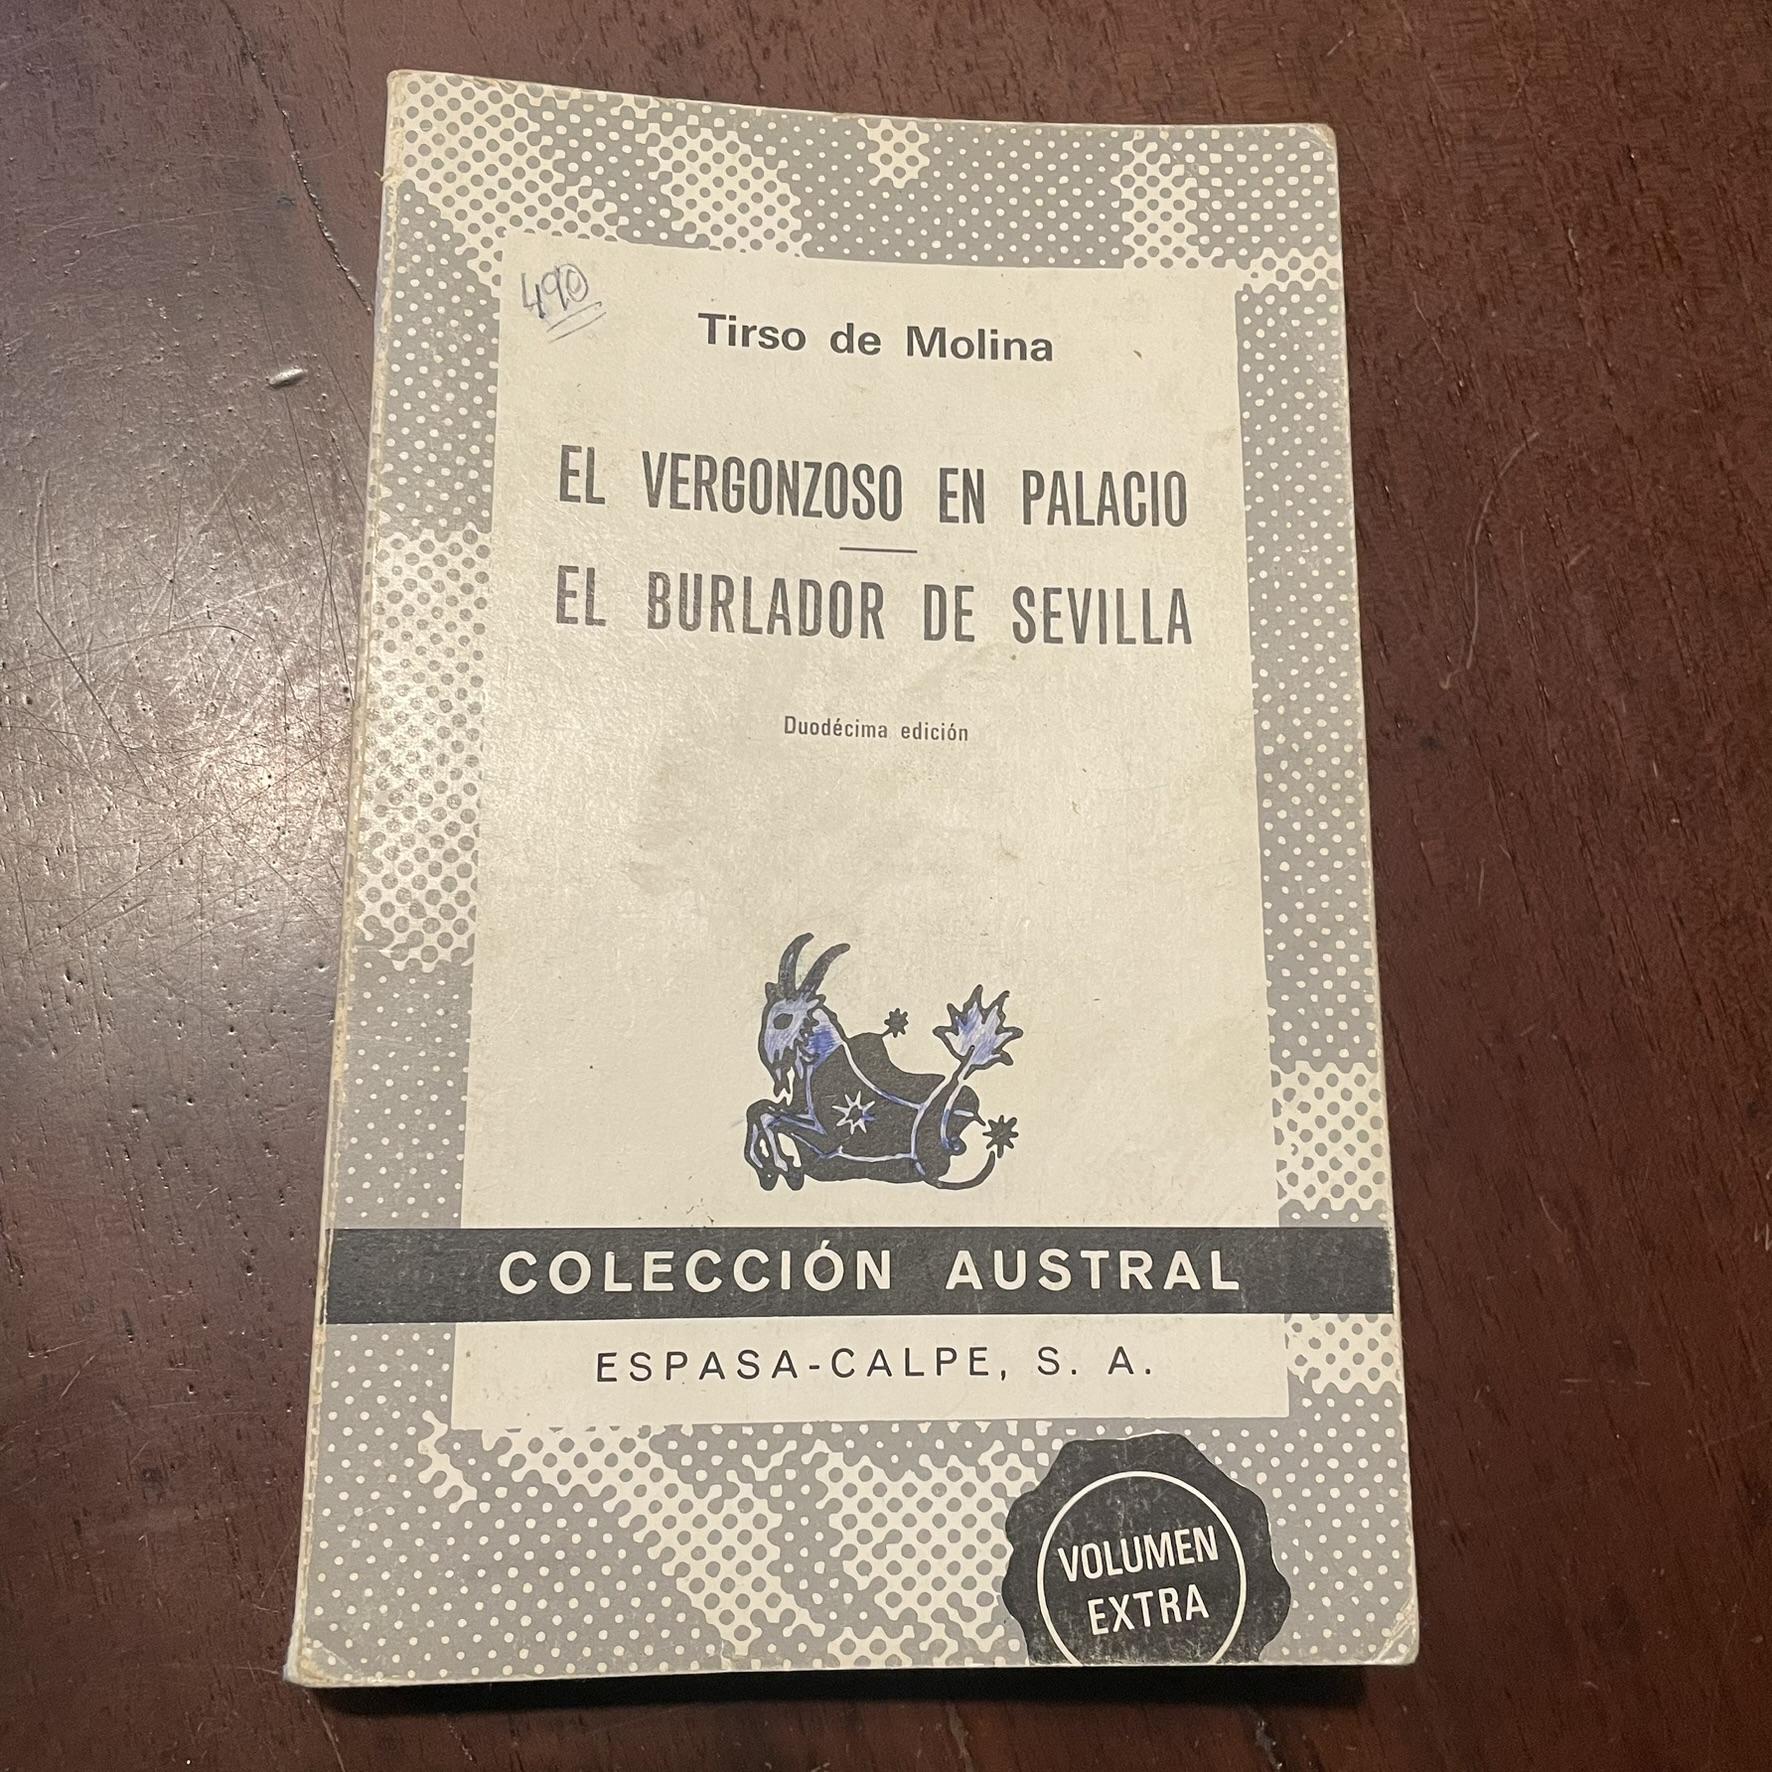 490
Tirso de Molina
EL VERGONZOSO EN PALACIO
EL BURLADOR DE SEVILLA
Duodécima edición
COLECCIÓN AUSTRAL
ESPASA-CALPE, S. A.
VOLUMEN
EXTRA